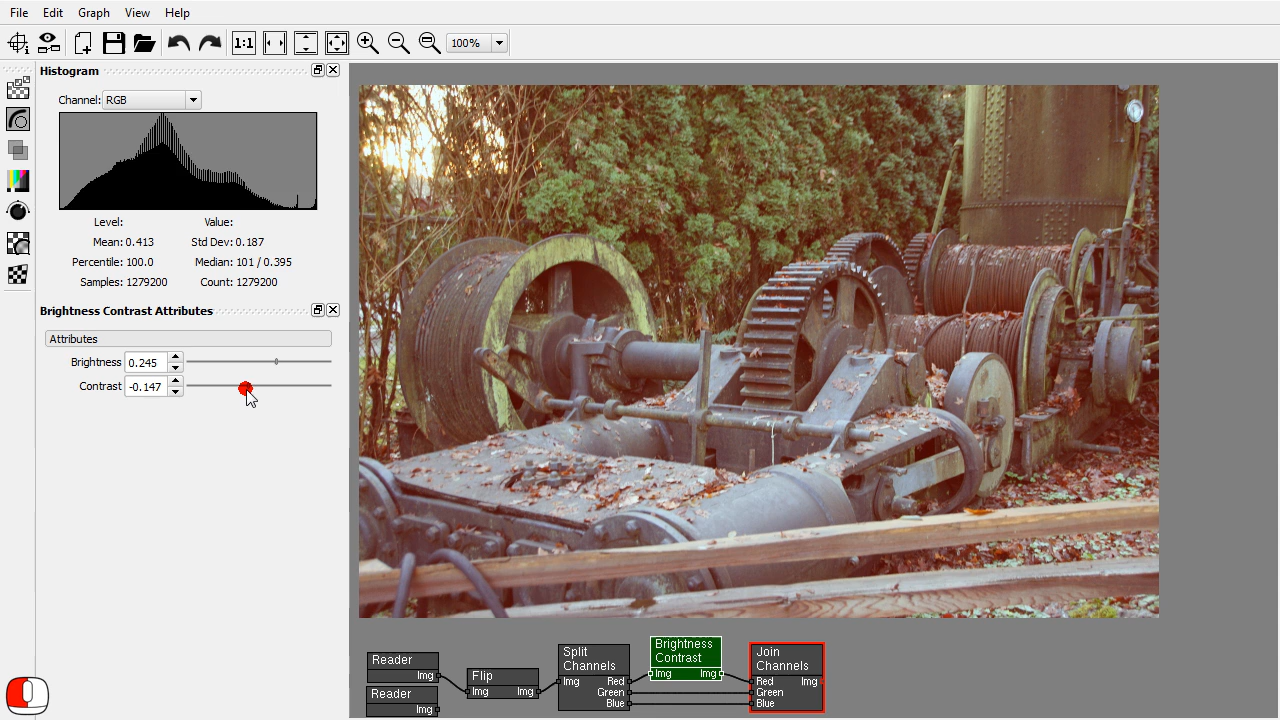 File Edit Graph View Help
1:1 100%
Histogram
Channel: RGB
Level: Value:
Mean: 0.413 Std Dev: 0.187
Percentile: 100.0 Median: 101 / 0.395
Samples: 1279200 Count: 1279200
Brightness Contrast Attributes
Attributes
Brightness 0.245
Contrast -0.147
Reader
Img
Reader
Img
Flip
Img Img
Split
Channels
Img Red
Green
Blue
Brightness
Contrast
Img Img
Join
Channels
Red Img
Green
Blue